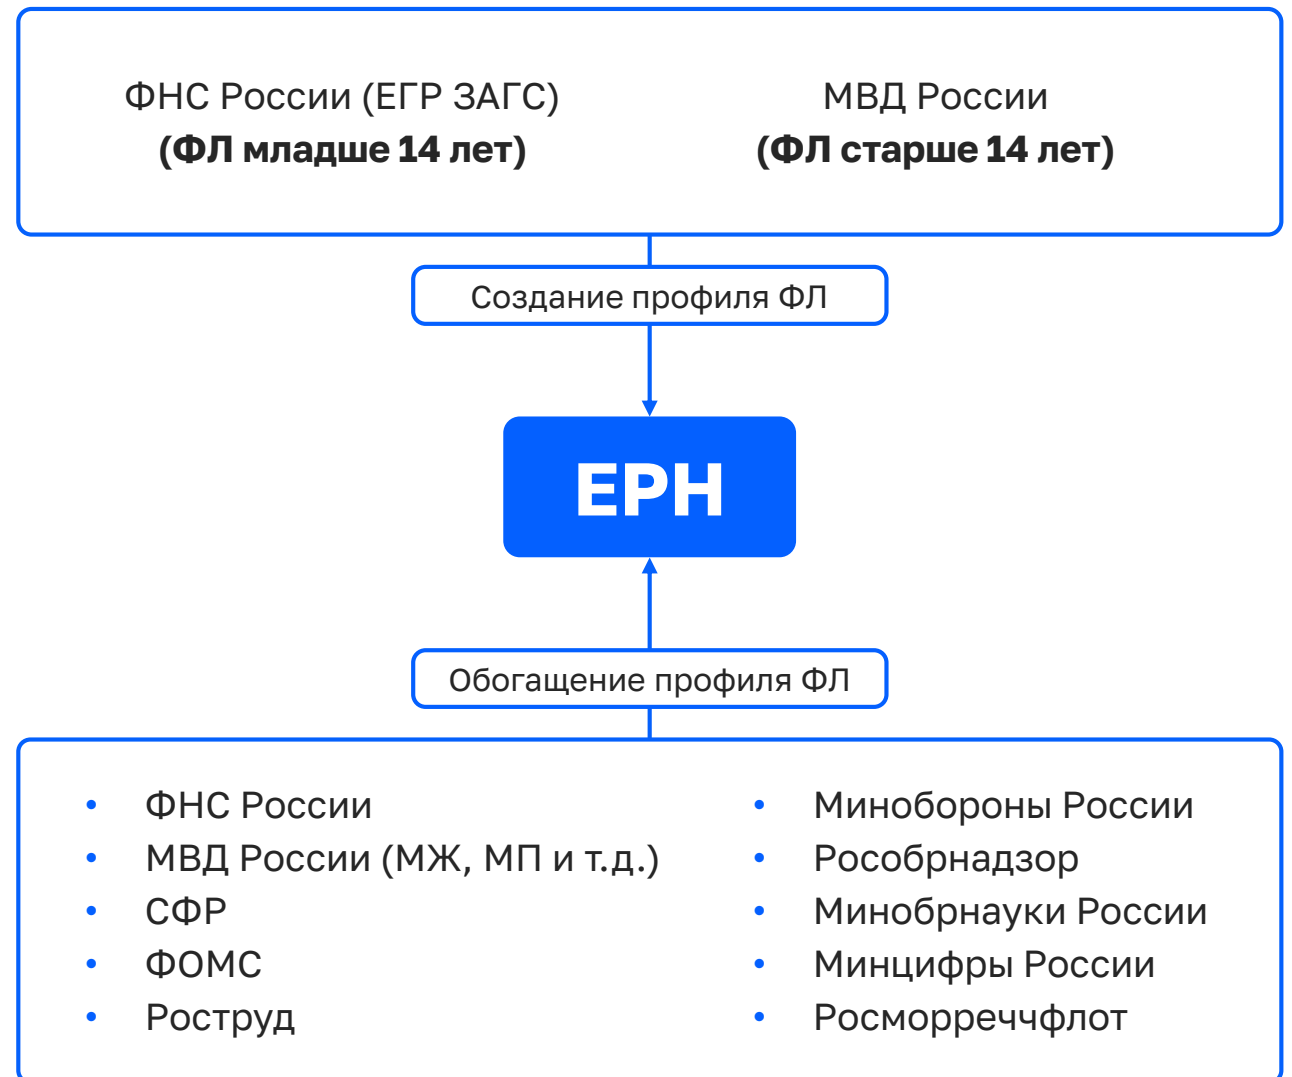 ФНС России (ЕГР ЗАГС)
(ФЛ младше 14 лет)
МВД России
(ФЛ старше 14 лет)
Создание профиля ФЛ
ЕРН
Обогащение профиля ФЛ
• ФНС России
• МВД России (МЖ, МП и т.д.)
• СФР
• ФОМС
• Роструд
• Минобороны России
• Рособрнадзор
• Минобрнауки России
• Минцифры России
• Росморреччфлот